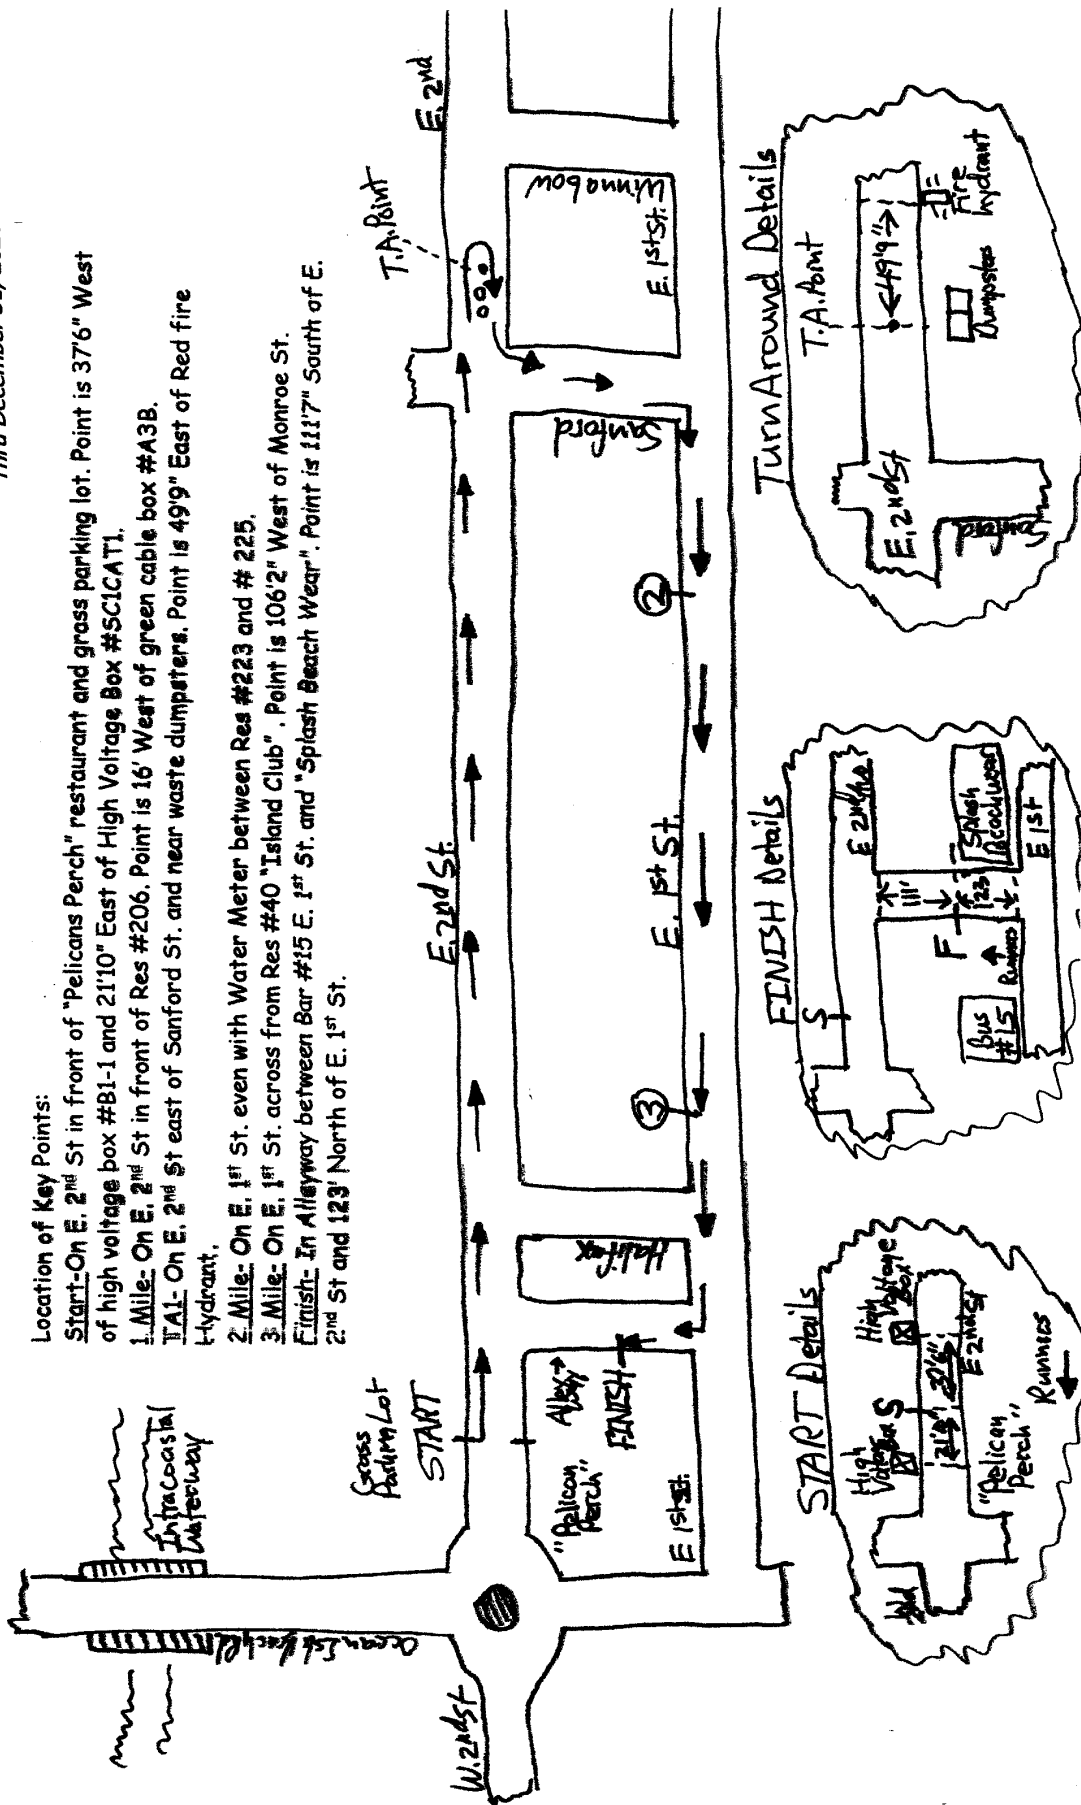 Location of Key Points:
Start-On E. 2nd St in front of "Pelicans Perch" restaurant and grass parking lot. Point is 37'6" West
of high voltage box #B1-1 and 21'10" East of High Voltage Box #SC1CAT1.
1 Mile- On E. 2nd St in front of Res #206. Point is 16' West of green cable box #A3B.
TA1- On E. 2nd St east of Sanford St. and near waste dumpsters. Point is 49'9" East of Red fire
Hydrant.
2 Mile- On E. 1st St. even with Water Meter between Res #223 and # 225.
3 Mile- On E. 1st St. across from Res #40 "Island Club". Point is 106'2" West of Monroe St.
Finish- In Alleyway between Bar #15 E. 1st St. and "Splash Beach Wear". Point is 111'7" South of E.
2nd St and 123' North of E. 1st St.
Intracoastal
Waterway
W. 2nd St
Grass
Parking Lot
START
E. 2nd St.
T.A. Point
E. 2nd
"Pelican
Perch"
Alley
Way
FINISH
E 1st St.
Halifax
3
E. 1st St.
2
Sanford
E. 1st St.
Winnabow
START Details
High
Voltage
Box
S
High
Voltage
Box
37'6"
E 2nd St
"Pelican
Perch"
Runners
FINISH Details
S
E 2nd
111'
F
123'
Bus
#15
Runners
Splash
Beachwear
E 1st
Turn Around Details
T.A. Point
E. 2nd St
49'9"
Sanford
Dumpsters
Fire
Hydrant